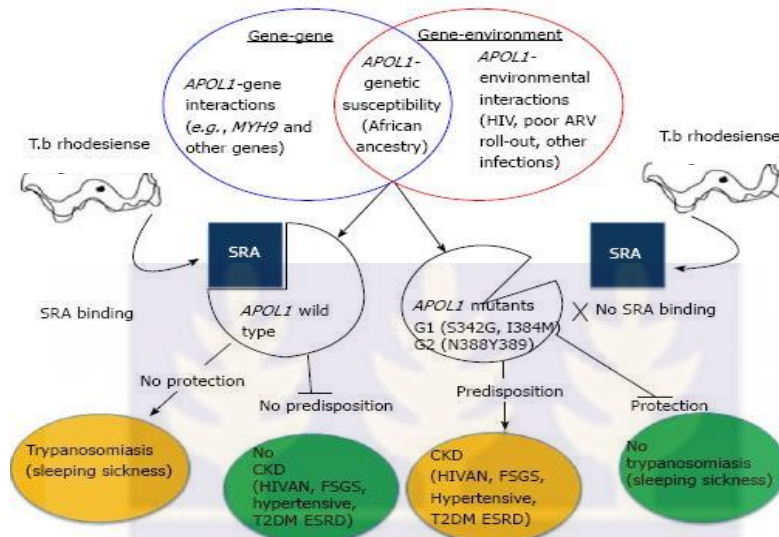 Gene-gene
Gene-environment
APOL1-gene
interactions
(e.g., MYH9 and
other genes)
APOL1-
genetic
susceptibility
(African
ancestry)
APOL1-
environmental
interactions
(HIV, poor ARV
roll-out, other
infections)
T.b rhodesiense
T.b rhodesiense
SRA
SRA
SRA binding
APOL1 wild
type
APOL1 mutants
G1 (S342G, I384M)
G2 (N388Y389)
No SRA binding
No protection
No predisposition
Predisposition
Protection
Trypanosomiasis
(sleeping sickness)
No
CKD
(HIVAN, FSGS,
hypertensive,
T2DM ESRD)
CKD
(HIVAN, FSGS,
Hypertensive,
T2DM ESRD)
No
trypanosomiasis
(sleeping sickness)